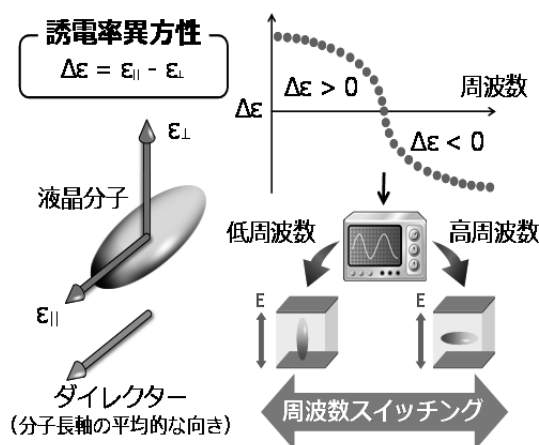 誘電率異方性
Δε = ε|| - ε⊥
ε⊥
液晶分子
ε||
ダイレクター
(分子長軸の平均的な向き)
Δε > 0
周波数
Δε
Δε < 0
低周波数
高周波数
E
E
周波数スイッチング